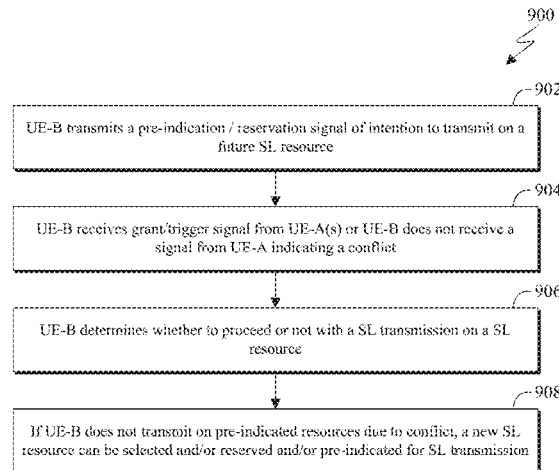 900
902
UE-B transmits a pre-indication / reservation signal of intention to transmit on a
future SL resource
904
UE-B receives grant/trigger signal from UE-A(s) or UE-B does not receive a
signal from UE-A indicating a conflict
906
UE-B determines whether to proceed or not with a SL transmission on a SL
resource
908
If UE-B does not transmit on pre-indicated resources due to conflict, a new SL
resource can be selected and/or reserved and/or pre-indicated for SL transmission